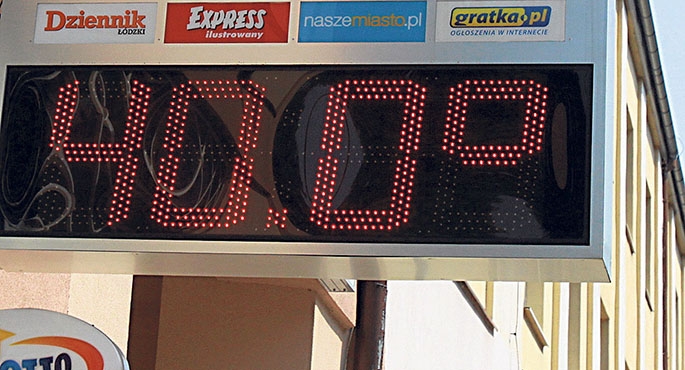 Dziennik
ŁÓDZKI
EXPRESS
ilustrowany
naszemiasto.pl
gratka.pl
OGŁOSZENIA W INTERNECIE
40.0°